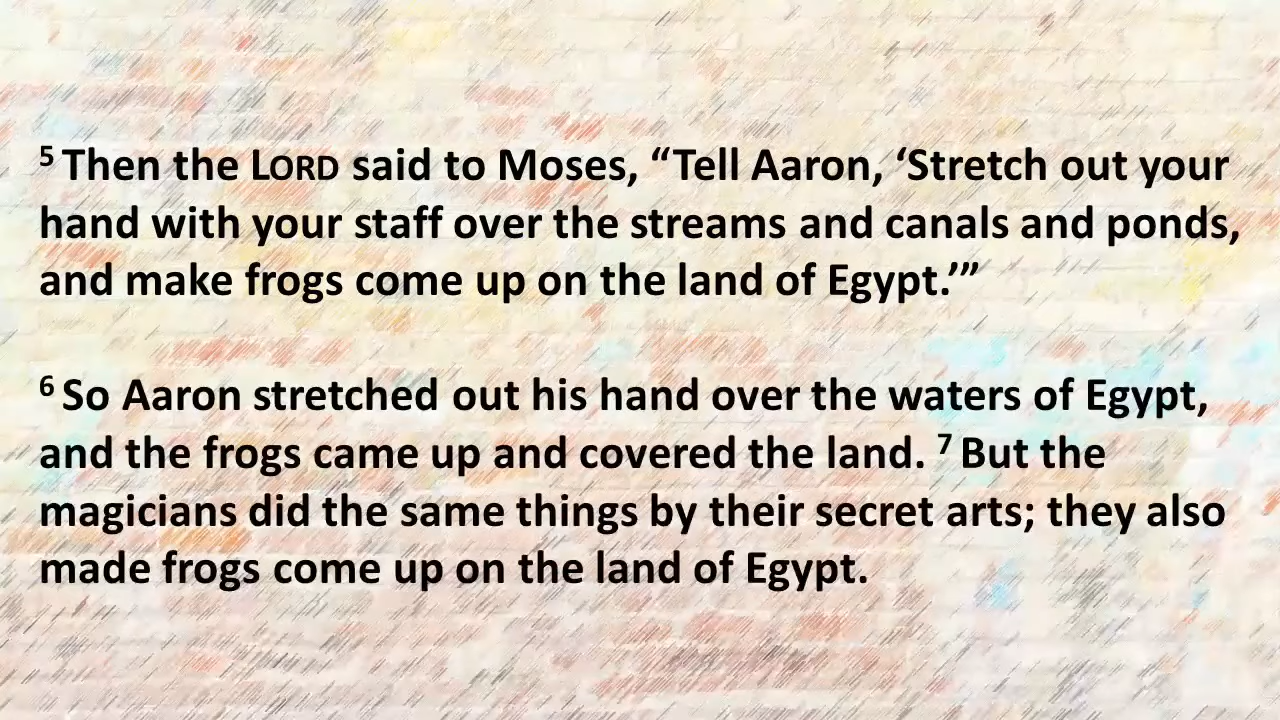 5 Then the LORD said to Moses, “Tell Aaron, ‘Stretch out your
hand with your staff over the streams and canals and ponds,
and make frogs come up on the land of Egypt.’”
6 So Aaron stretched out his hand over the waters of Egypt,
and the frogs came up and covered the land. 7 But the
magicians did the same things by their secret arts; they also
made frogs come up on the land of Egypt.